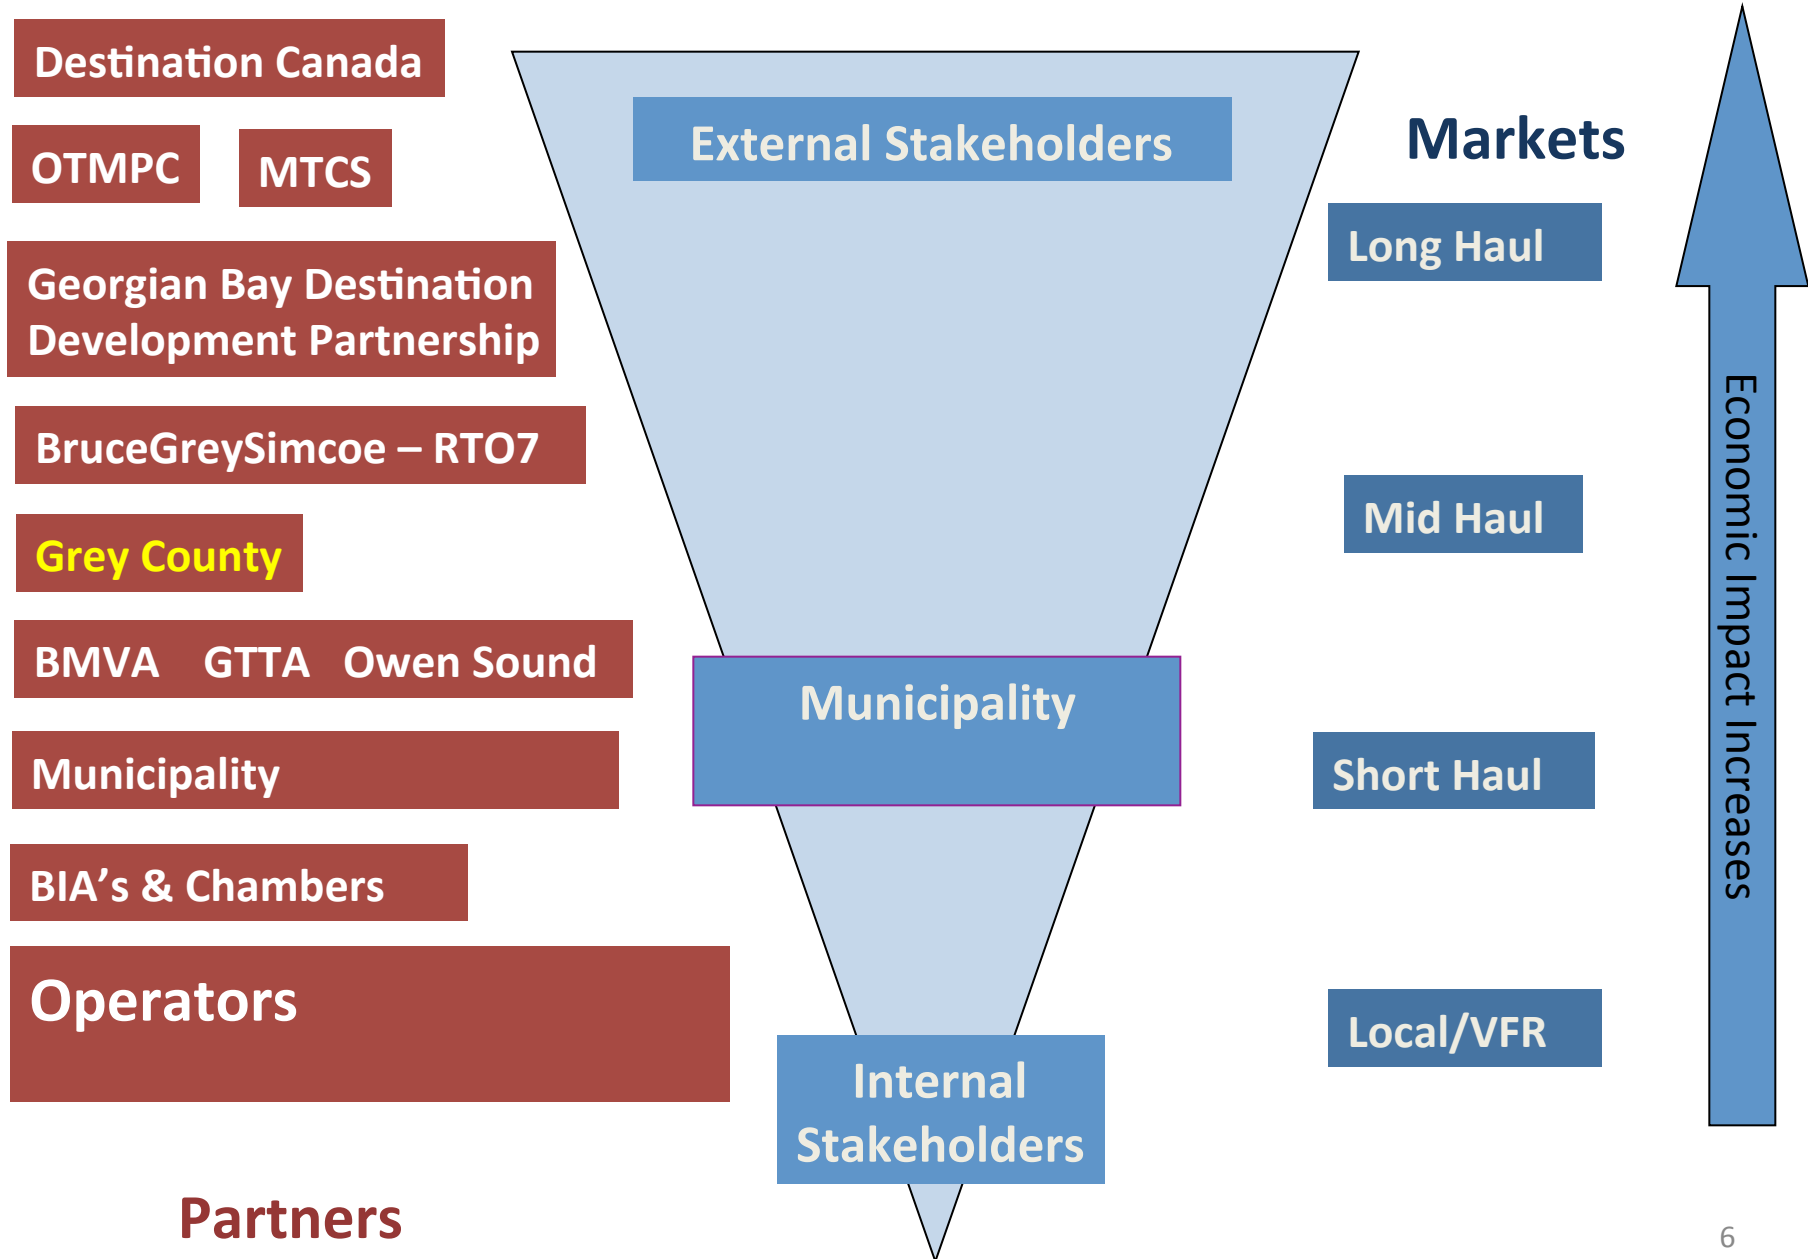 Destination Canada
OTMPC
MTCS
Georgian Bay Destination
Development Partnership
BruceGreySimcoe – RTO7
Grey County
BMVA GTTA Owen Sound
Municipality
BIA’s & Chambers
Operators
Partners
External Stakeholders
Municipality
Internal
Stakeholders
Markets
Long Haul
Mid Haul
Short Haul
Local/VFR
Economic Impact Increases
6